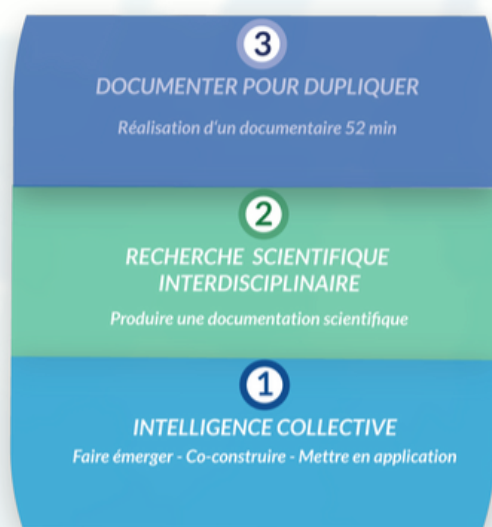 3
DOCUMENTER POUR DUPLIQUER
Réalisation d'un documentaire 52 min
2
RECHERCHE SCIENTIFIQUE
INTERDISCIPLINAIRE
Produire une documentation scientifique
1
INTELLIGENCE COLLECTIVE
Faire émerger - Co-construire - Mettre en application